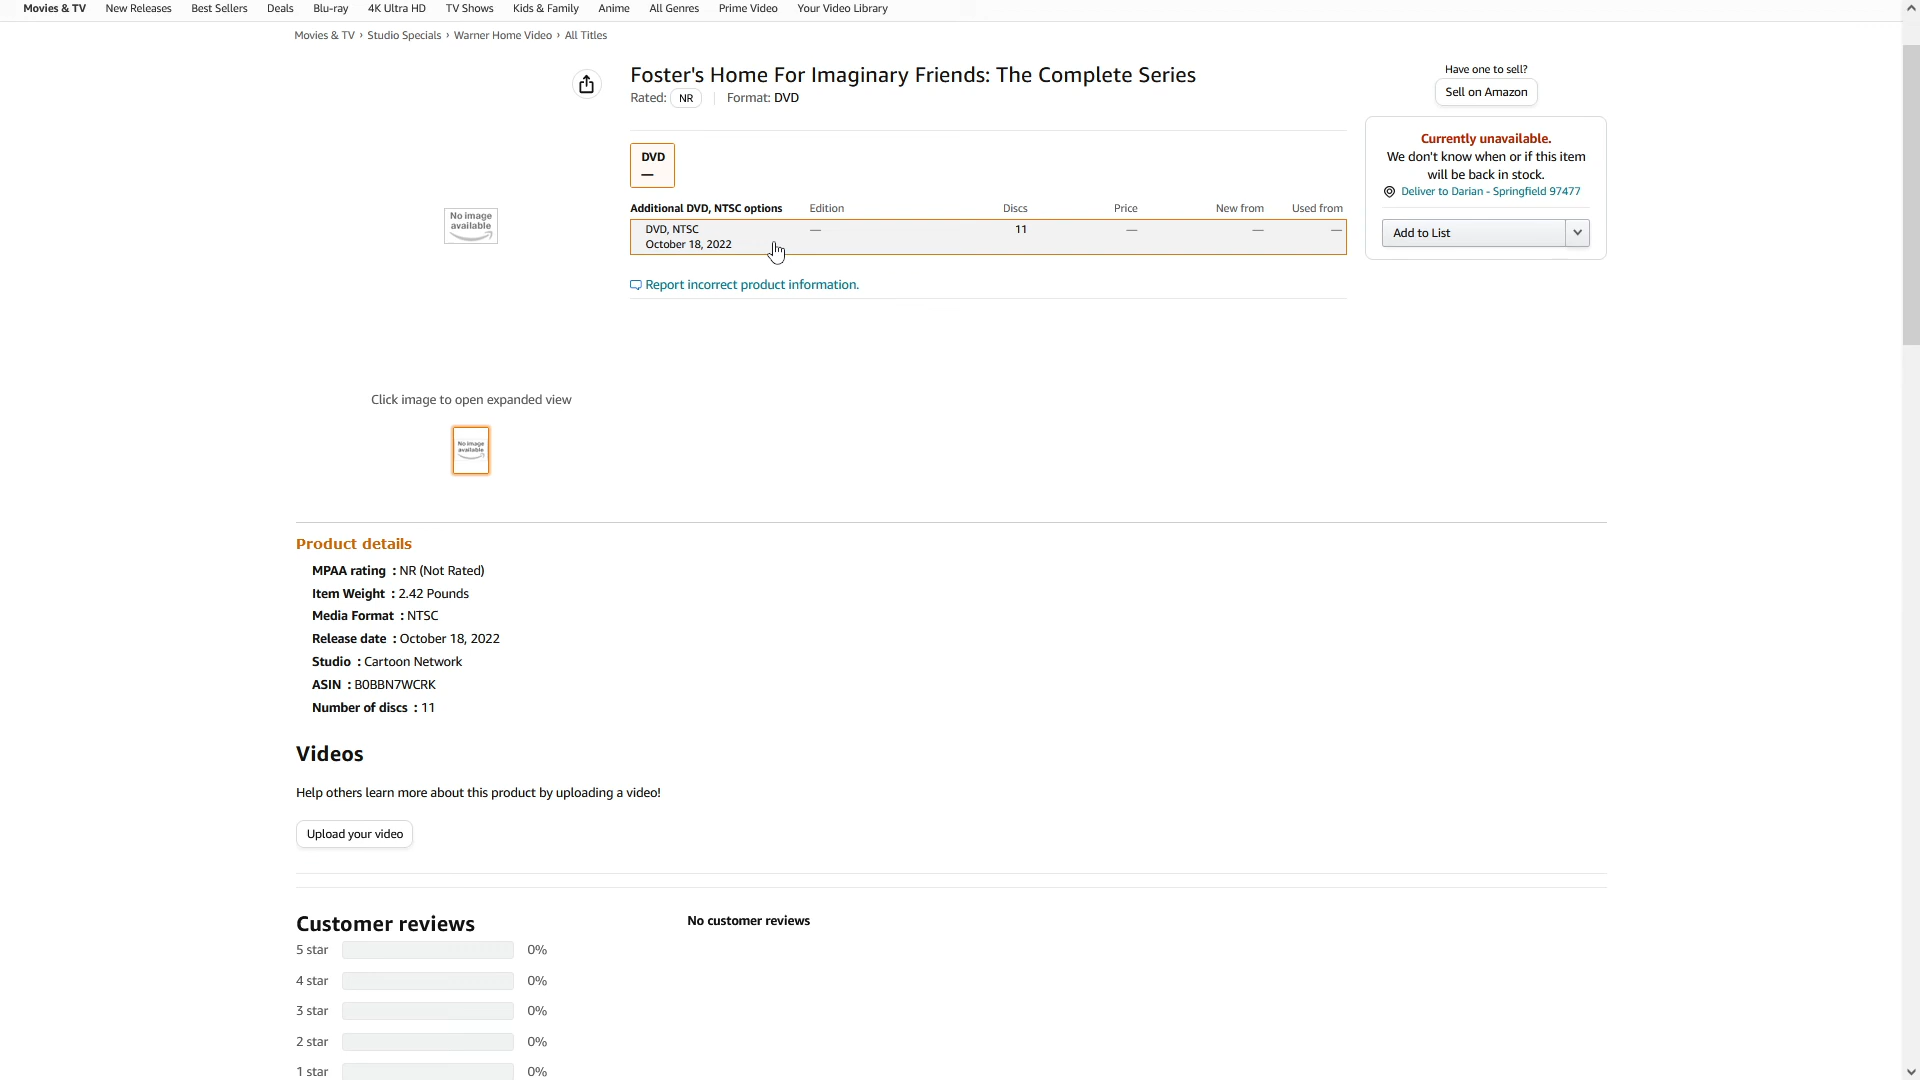 Movies & TV New Releases Best Sellers Deals Blu-ray 4K Ultra HD TV Shows Kids & Family Anime All Genres Prime Video Your Video Library
Movies & TV › Studio Specials › Warner Home Video › All Titles
Foster's Home For Imaginary Friends: The Complete Series
Rated: NR | Format: DVD
Have one to sell?
Sell on Amazon
Currently unavailable.
We don't know when or if this item
will be back in stock.
Deliver to Darian - Springfield 97477
Add to List
DVD
—
Additional DVD, NTSC options Edition Discs Price New from Used from
DVD, NTSC — 11 — — —
October 18, 2022
Report incorrect product information.
No image
available
Click image to open expanded view
No image
available
Product details
MPAA rating : NR (Not Rated)
Item Weight : 2.42 Pounds
Media Format : NTSC
Release date : October 18, 2022
Studio : Cartoon Network
ASIN : B0BBN7WCRK
Number of discs : 11
Videos
Help others learn more about this product by uploading a video!
Upload your video
Customer reviews
No customer reviews
5 star 0%
4 star 0%
3 star 0%
2 star 0%
1 star 0%